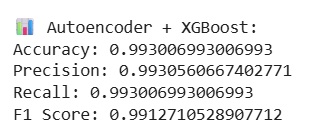 📊 Autoencoder + XGBoost:
Accuracy: 0.993006993006993
Precision: 0.9930560667402771
Recall: 0.993006993006993
F1 Score: 0.9912710528907712